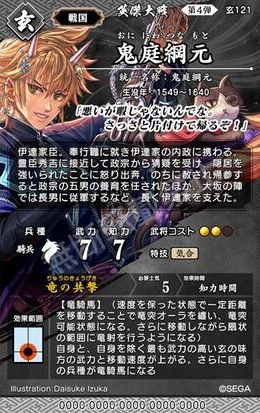 玄
戦国
英傑大戦
第4弾
玄121
おに にわ つな もと
鬼庭綱元
統一名称:鬼庭綱元
生没年・1549~1640
「悪いが暇じゃないんでな。
さっさと片付けて帰るぞ!」
伊達家臣。奉行職に就き伊達家の内政に携わる。
豊臣秀吉に接近して政宗から猜疑を受け、隠居
を強いられたことに怒り出奔。のちに赦され帰参す
ると政宗の五男の養育を任されたほか、大坂の陣
では長男に従軍するなど、長く伊達家を支えた。
兵種
騎兵
武力
7
知力
7
武将コスト
特技
気合
りゅうのきょうげき
竜の共撃
必要士気
5
効果時間
知力時間
効果範囲
【竜騎馬】(速度を保った状態で一定距離
を移動することで竜突オーラを纏い、竜突
可能状態になる。さらに移動しながら扇状
の範囲に竜射を行うようになる)
自身と、自身を除く最も武力の高い玄の味
方の武力と移動速度が上がる。さらに自身
の兵種が竜騎馬になる
Illustration:Daisuke Izuka
©SEGA
0000-0000-0000-0000-0000